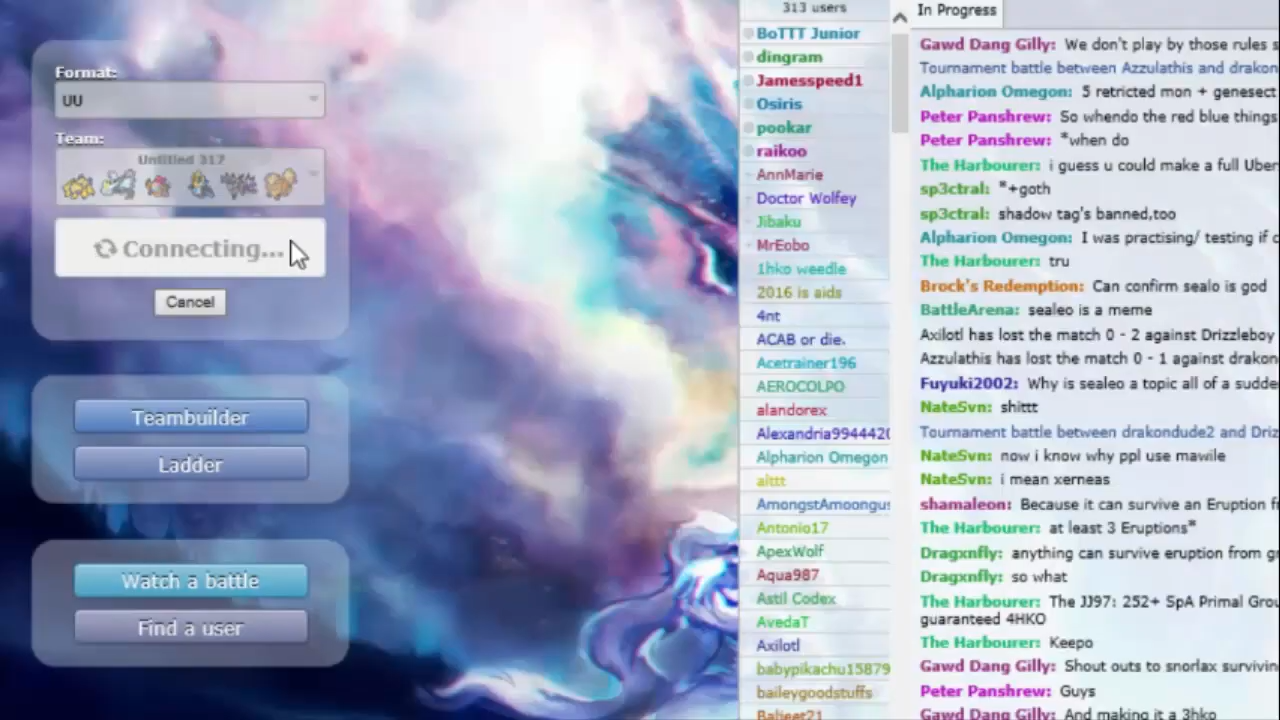 Format:
UU
Team:
Untitled 317
Connecting...
Cancel
Teambuilder
Ladder
Watch a battle
Find a user
313 users
BoTTT Junior
dingram
Jamesspeed1
Osiris
pookar
raikoo
AnnMarie
Doctor Wolfey
Jibaku
MrEobo
1hko weedle
2016 is aids
4nt
ACAB or die.
Acetrainer196
AEROCOLPO
alandorex
Alexandria9944420
Alpharion Omegon
alttt
AmongstAmoongus
Antonio17
ApexWolf
Aqua987
Astil Codex
AvedaT
Axilotl
babypikachu15879
baileygoodstuffs
Baljeet21
In Progress
Gawd Dang Gilly: We don't play by those rules s
Tournament battle between Azzulathis and drakon
Alpharion Omegon: 5 retricted mon + genesect
Peter Panshrew: So whendo the red blue things
Peter Panshrew: *when do
The Harbourer: i guess u could make a full Uber
sp3ctral: *+goth
sp3ctral: shadow tag's banned,too
Alpharion Omegon: I was practising/ testing if c
The Harbourer: tru
Brock's Redemption: Can confirm sealo is god
BattleArena: sealeo is a meme
Axilotl has lost the match 0 - 2 against Drizzleboy
Azzulathis has lost the match 0 - 1 against drakon
Fuyuki2002: Why is sealeo a topic all of a sudde
NateSvn: shittt
Tournament battle between drakondude2 and Driz
NateSvn: now i know why ppl use mawile
NateSvn: i mean xerneas
shamaleon: Because it can survive an Eruption f
The Harbourer: at least 3 Eruptions*
Dragxnfly: anything can survive eruption from g
Dragxnfly: so what
The Harbourer: The JJ97: 252+ SpA Primal Grou
guaranteed 4HKO
The Harbourer: Keepo
Gawd Dang Gilly: Shout outs to snorlax survivin
Peter Panshrew: Guys
Gawd Dang Gilly: And making it a 3hko